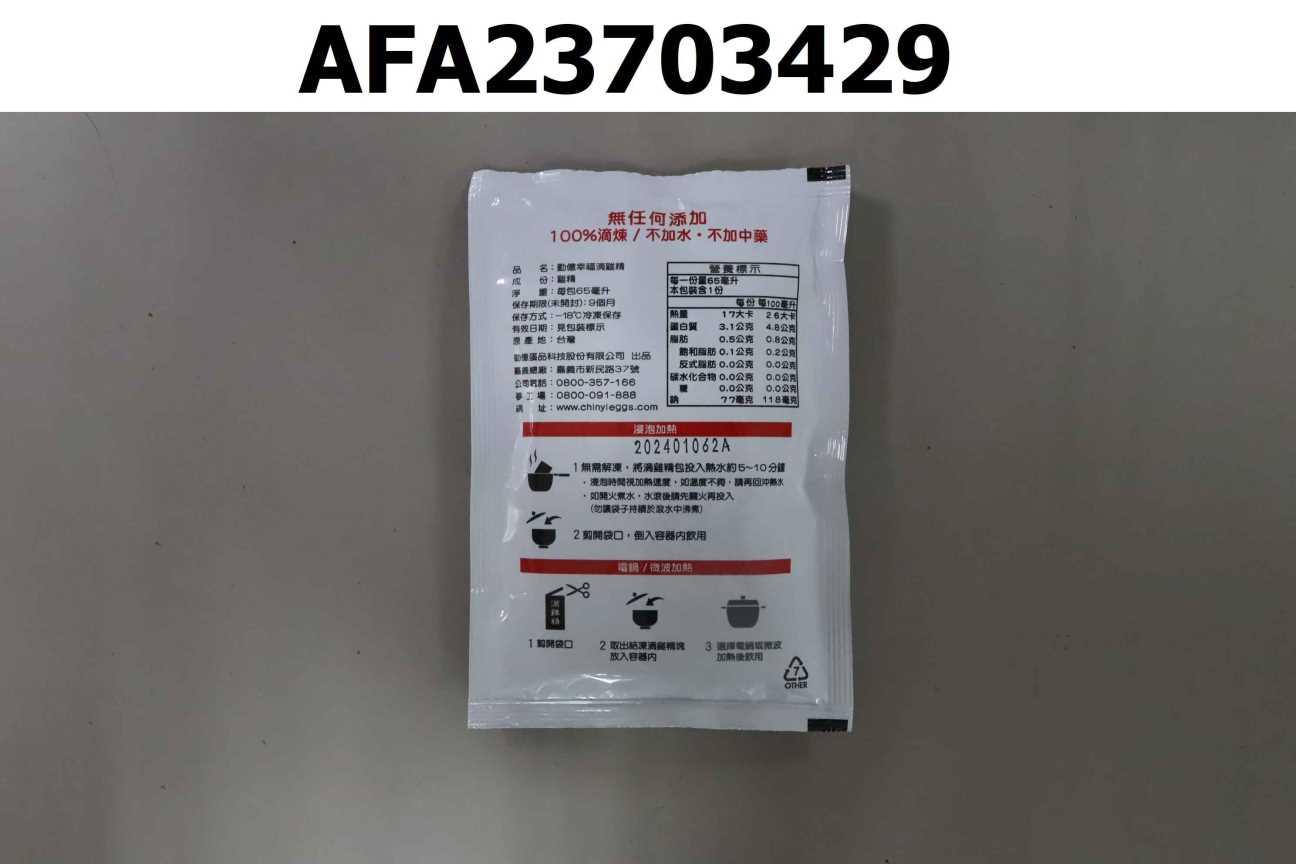 AFA23703429
無任何添加
100%滴煉 / 不加水・不加中藥
品 名：勤億幸福滴雞精
成 份：雞精
淨 重：每包65毫升
保存期限(未開封)：9個月
保存方式：-18℃冷凍保存
有效日期：見包裝標示
原 產 地：台灣
勤億蛋品科技股份有限公司 出品
嘉義總廠：嘉義市新民路37號
公司電話：0800-357-166
夢 工 場：0800-091-888
網 址：www.chinyieggs.com
營養標示
每一份量65毫升
本包裝含1份
每份 每100毫升
熱量 17大卡 26大卡
蛋白質 3.1公克 4.8公克
脂肪 0.5公克 0.8公克
飽和脂肪 0.1公克 0.2公克
反式脂肪 0.0公克 0.0公克
碳水化合物 0.0公克 0.0公克
糖 0.0公克 0.0公克
鈉 77毫克 118毫克
浸泡加熱
202401062A
1 無需解凍，將滴雞精包投入熱水約5~10分鐘
・浸泡時間視加熱速度，如溫度不夠，請再回沖熱水
・如開火煮水，水滾後請先關火再投入
(勿讓袋子持續於滾水中沸煮)
2 剪開袋口，倒入容器內飲用
電鍋 / 微波加熱
滴雞精
1 剪開袋口
2 取出結凍滴雞精塊
放入容器內
3 選擇電鍋或微波
加熱後飲用
7
OTHER